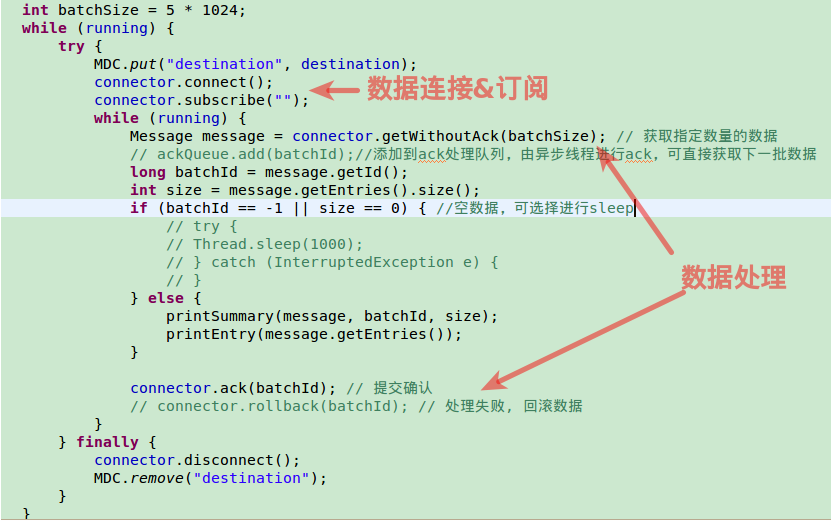 int batchSize = 5 * 1024;
while (running) {
try {
MDC.put("destination", destination);
connector.connect();
数据连接&订阅
connector.subscribe("");
while (running) {
Message message = connector.getWithoutAck(batchSize); // 获取指定数量的数据
// ackQueue.add(batchId);//添加到ack处理队列，由异步线程进行ack，可直接获取下一批数据
long batchId = message.getId();
int size = message.getEntries().size();
if (batchId == -1 || size == 0) { //空数据，可选择进行sleep
// try {
// Thread.sleep(1000);
// } catch (InterruptedException e) {
// }
数据处理
} else {
printSummary(message, batchId, size);
printEntry(message.getEntries());
}
connector.ack(batchId); // 提交确认
// connector.rollback(batchId); // 处理失败, 回滚数据
}
} finally {
connector.disconnect();
MDC.remove("destination");
}
}